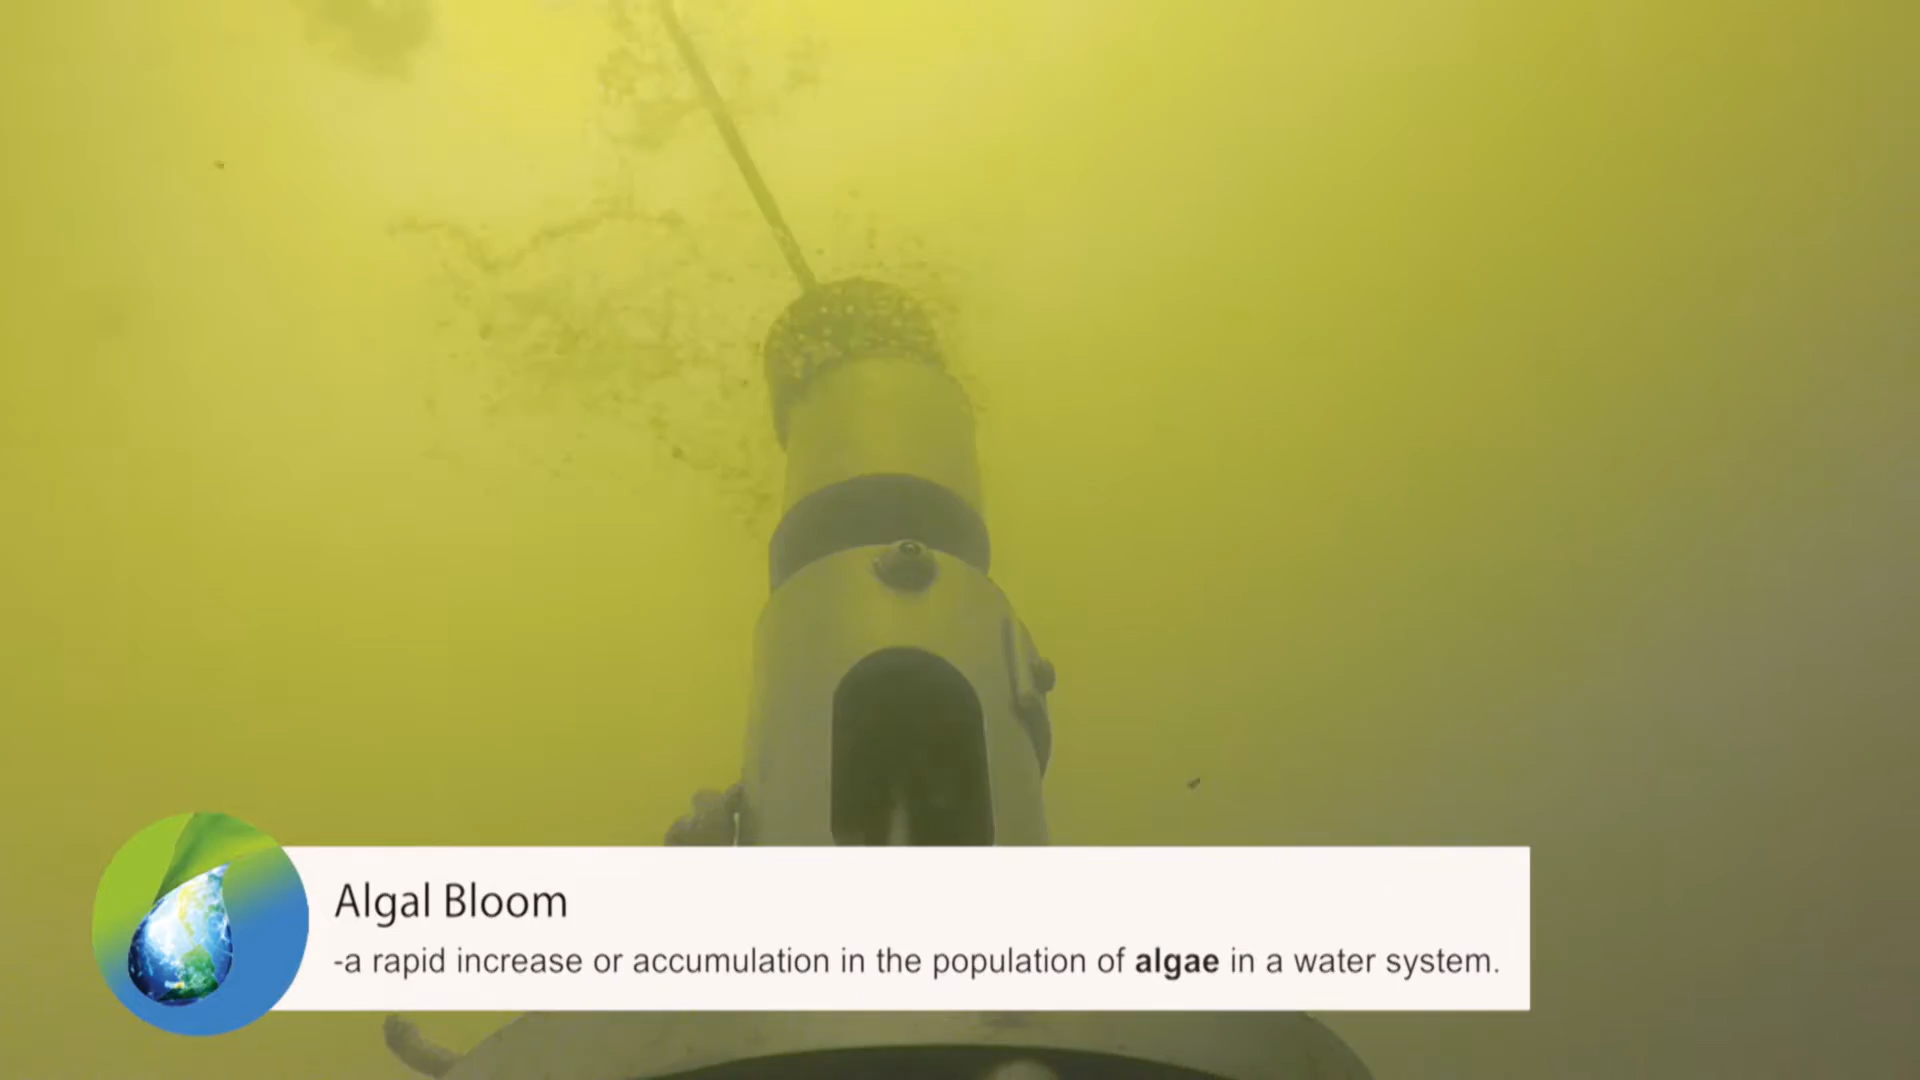 Algal Bloom
-a rapid increase or accumulation in the population of algae in a water system.